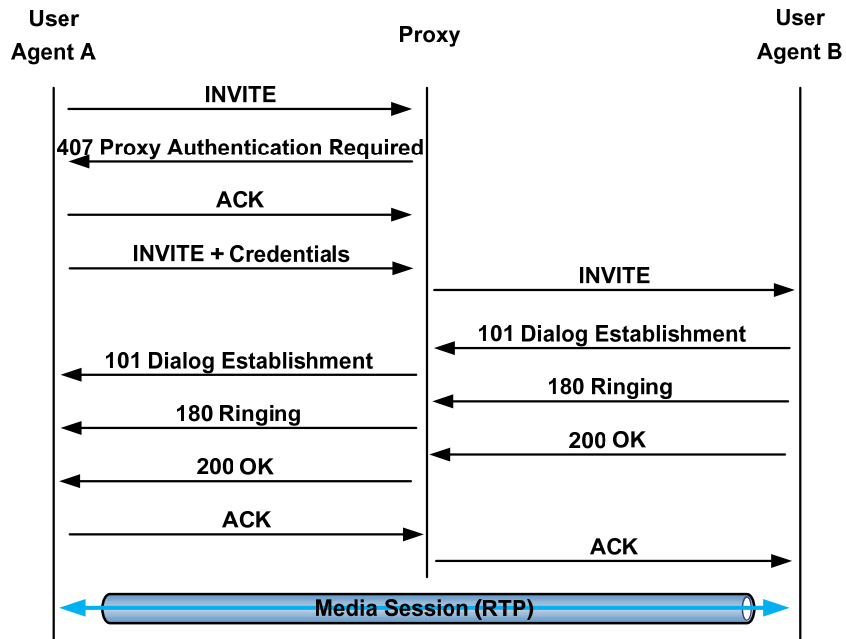 User
Agent A
Proxy
User
Agent B
INVITE
407 Proxy Authentication Required
ACK
INVITE + Credentials
INVITE
101 Dialog Establishment
101 Dialog Establishment
180 Ringing
180 Ringing
200 OK
200 OK
ACK
ACK
Media Session (RTP)